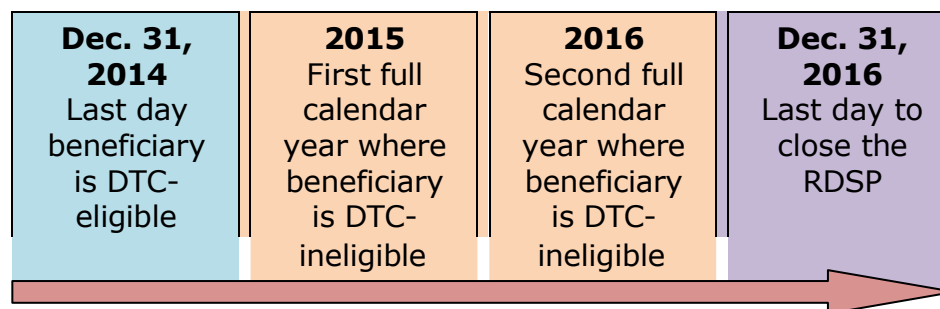 Dec. 31,
2014
Last day
beneficiary
is DTC-
eligible
2015
First full
calendar
year where
beneficiary
is DTC-
ineligible
2016
Second full
calendar
year where
beneficiary
is DTC-
ineligible
Dec. 31,
2016
Last day to
close the
RDSP